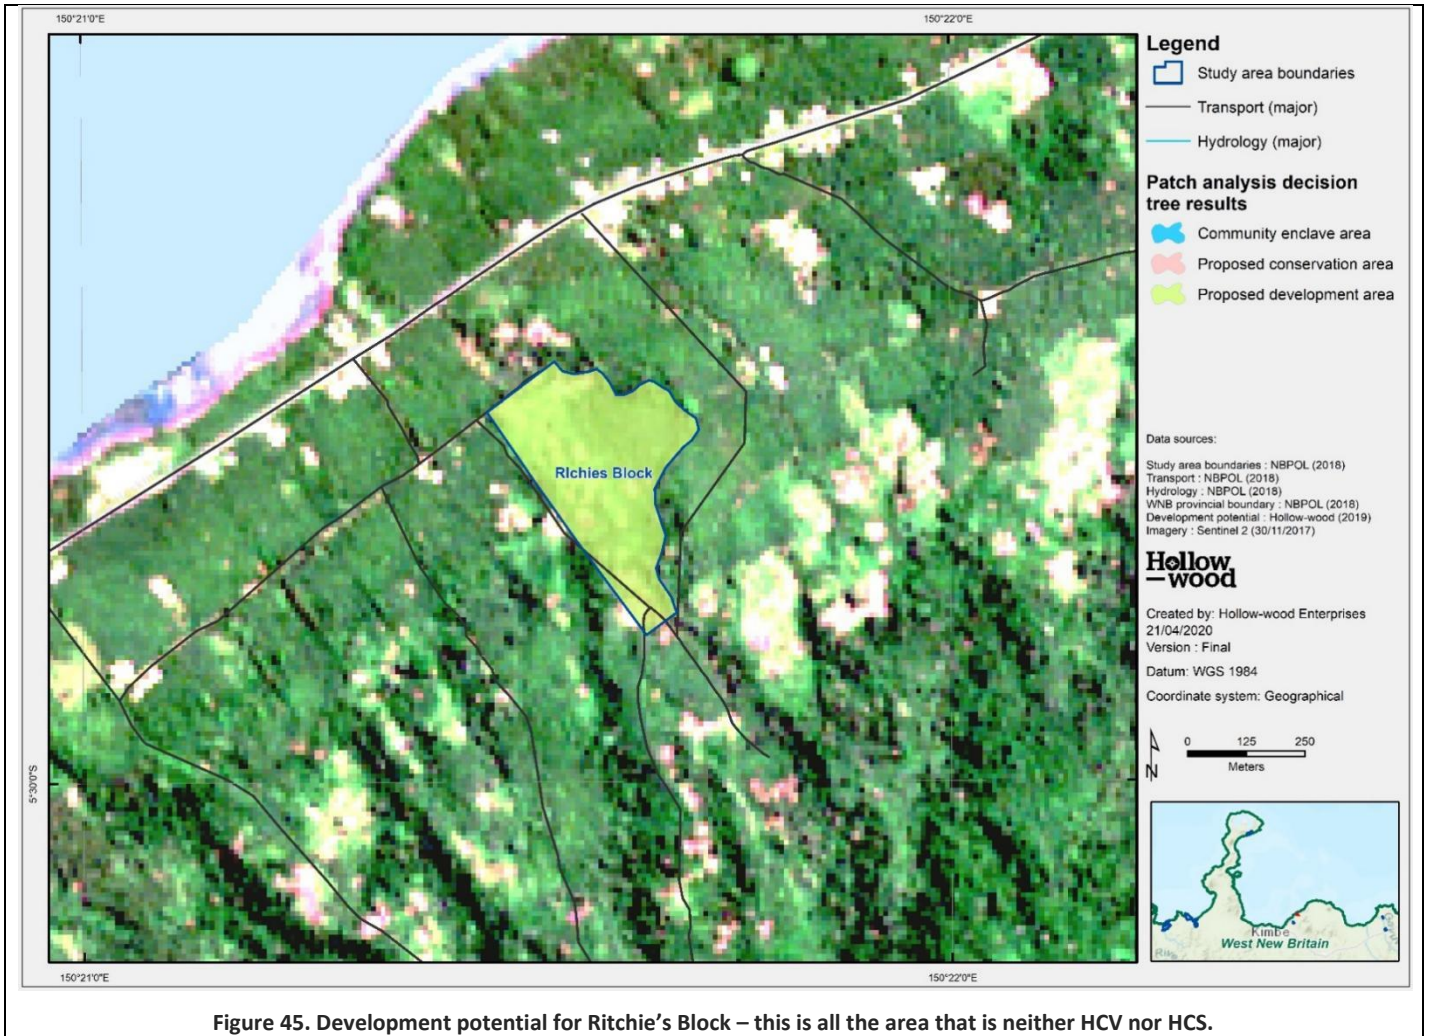 150°21'0"E
150°22'0"E
Legend
Study area boundaries
Transport (major)
Hydrology (major)
Patch analysis decision
tree results
Community enclave area
Proposed conservation area
Proposed development area
RIchies Block
Data sources:
Study area boundaries : NBPOL (2018)
Transport : NBPOL (2018)
Hydrology : NBPOL (2018)
WNB provincial boundary : NBPOL (2018)
Development potential : Hollow-wood (2019)
Imagery : Sentinel 2 (30/11/2017)
Hollow
—wood
Created by: Hollow-wood Enterprises
21/04/2020
Version : Final
Datum: WGS 1984
Coordinate system: Geographical
N
0 125 250
Meters
5°30'0"S
Kimbe
West New Britain
150°21'0"E
150°22'0"E
Figure 45. Development potential for Ritchie's Block – this is all the area that is neither HCV nor HCS.